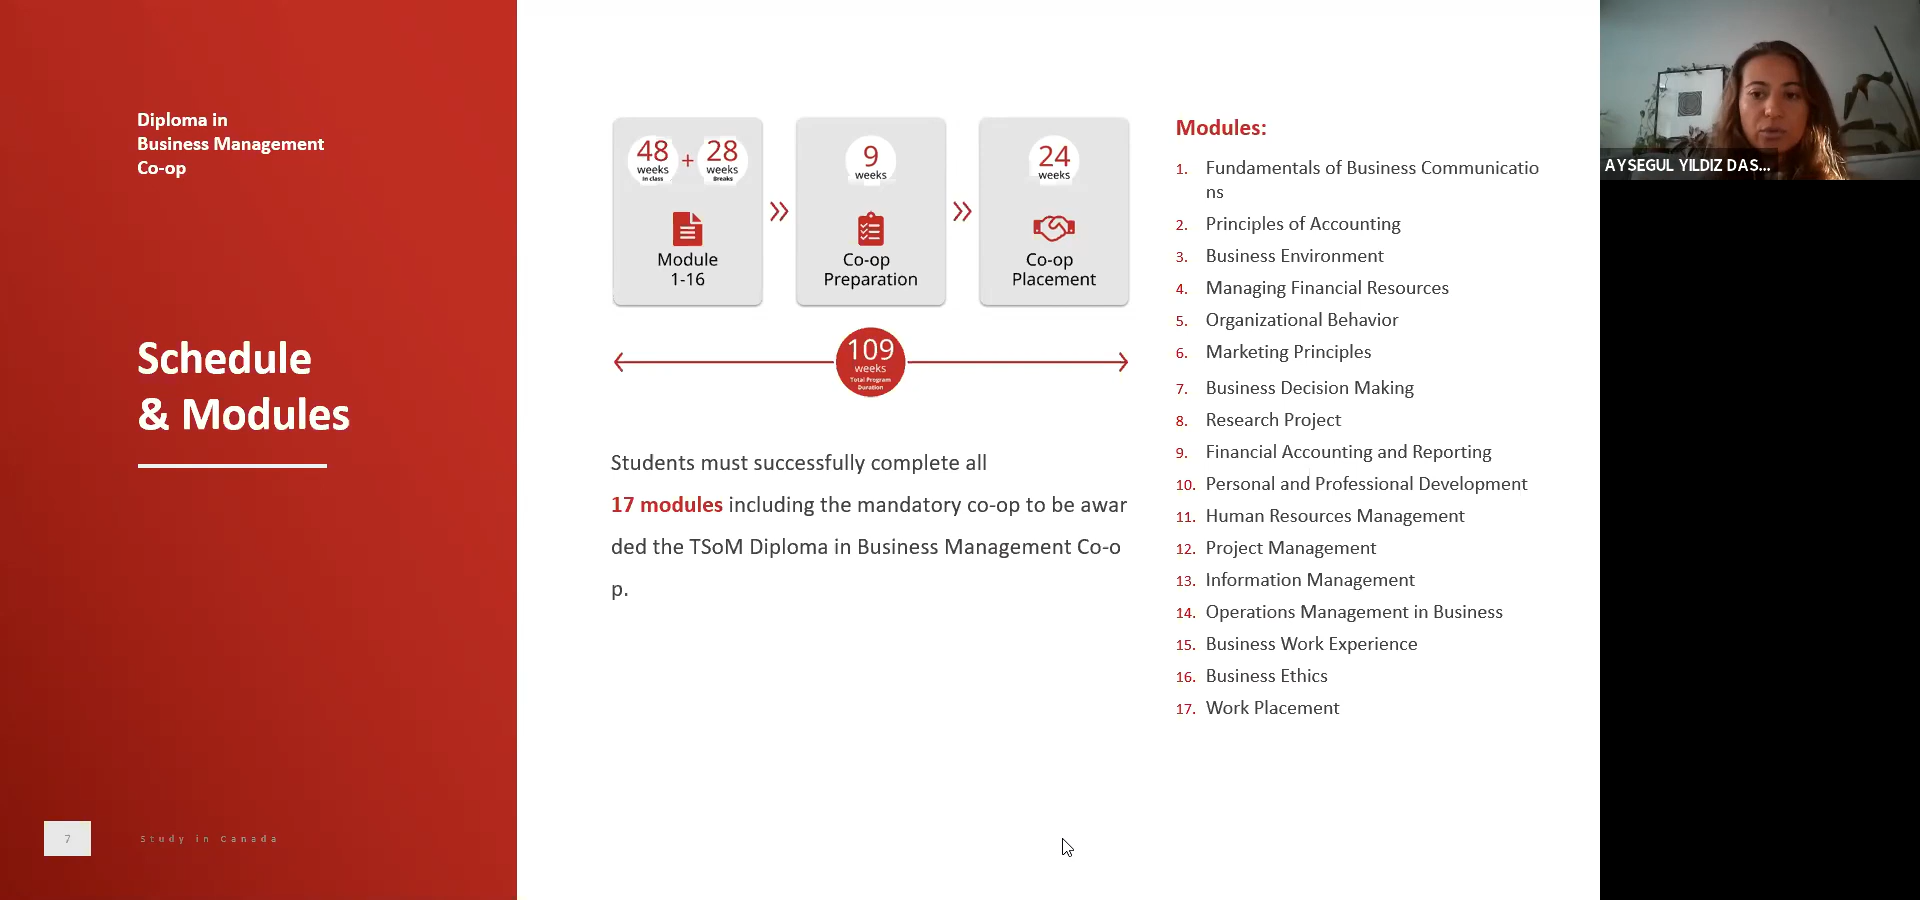 Diploma in
Business Management
Co-op
Schedule
& Modules
7
Study in Canada
48 + 28
weeks weeks
In class Breaks
Module
1-16
9
weeks
Co-op
Preparation
24
weeks
Co-op
Placement
109
weeks
Total Program
Duration
Students must successfully complete all
17 modules including the mandatory co-op to be awar
ded the TSoM Diploma in Business Management Co-o
p.
Modules:
1. Fundamentals of Business Communicatio
ns
2. Principles of Accounting
3. Business Environment
4. Managing Financial Resources
5. Organizational Behavior
6. Marketing Principles
7. Business Decision Making
8. Research Project
9. Financial Accounting and Reporting
10. Personal and Professional Development
11. Human Resources Management
12. Project Management
13. Information Management
14. Operations Management in Business
15. Business Work Experience
16. Business Ethics
17. Work Placement
AYSEGUL YILDIZ DAS...